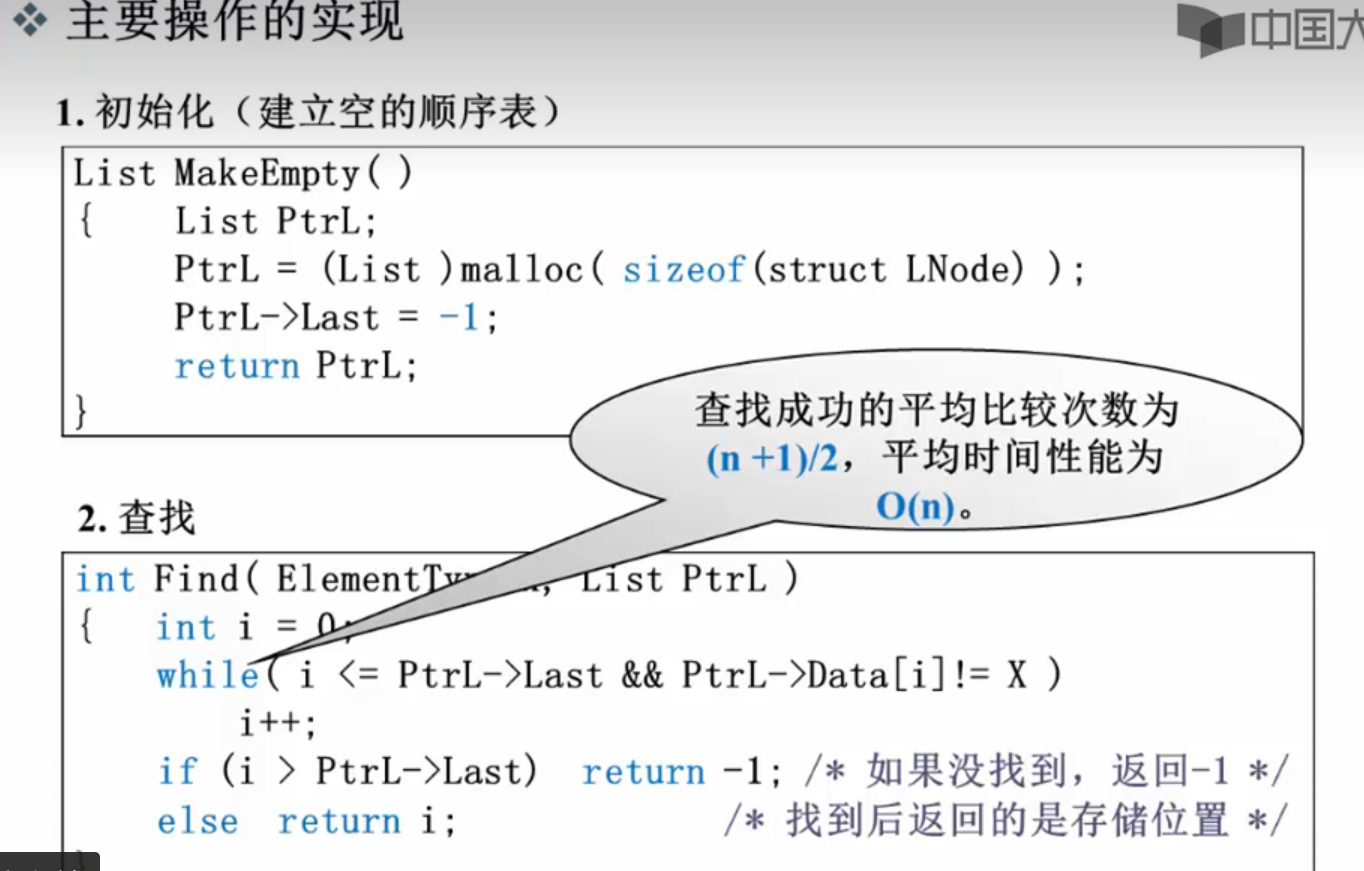 ❖ 主要操作的实现
中国大
1. 初始化（建立空的顺序表）
List MakeEmpty( )
{ List PtrL;
PtrL = (List )malloc( sizeof(struct LNode) );
PtrL->Last = -1;
return PtrL;
}
查找成功的平均比较次数为
(n +1)/2，平均时间性能为
O(n)。
2. 查找
int Find( List PtrL )
{ int i = 0;
while( i <= PtrL->Last && PtrL->Data[i]!= X )
i++;
if (i > PtrL->Last) return -1; /* 如果没找到，返回-1 */
else return i; /* 找到后返回的是存储位置 */